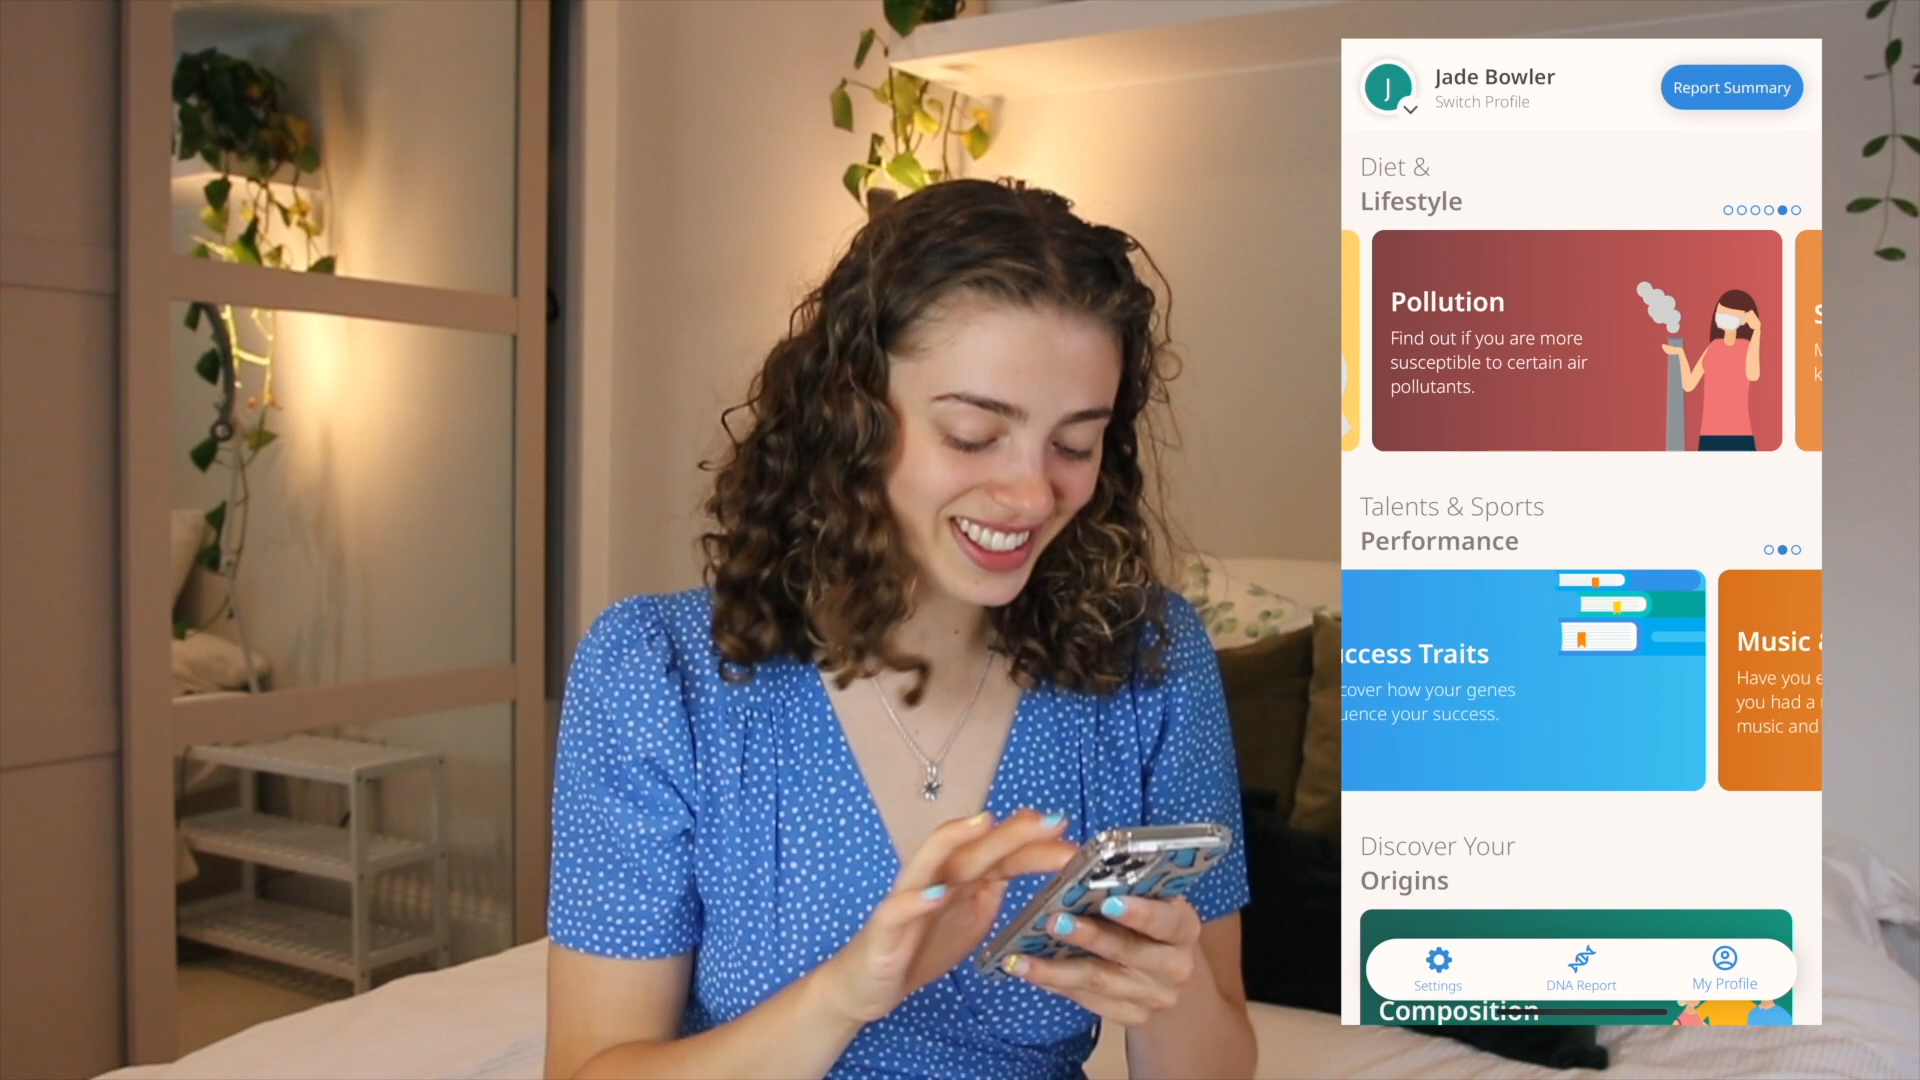 J
Jade Bowler
Switch Profile
Report Summary
Diet &
Lifestyle
Pollution
Find out if you are more
susceptible to certain air
pollutants.
S
M
k
Talents & Sports
Performance
ccess Traits
cover how your genes
uence your success.
Music &
Have you e
you had a
music and
Discover Your
Origins
Settings
DNA Report
My Profile
Composition